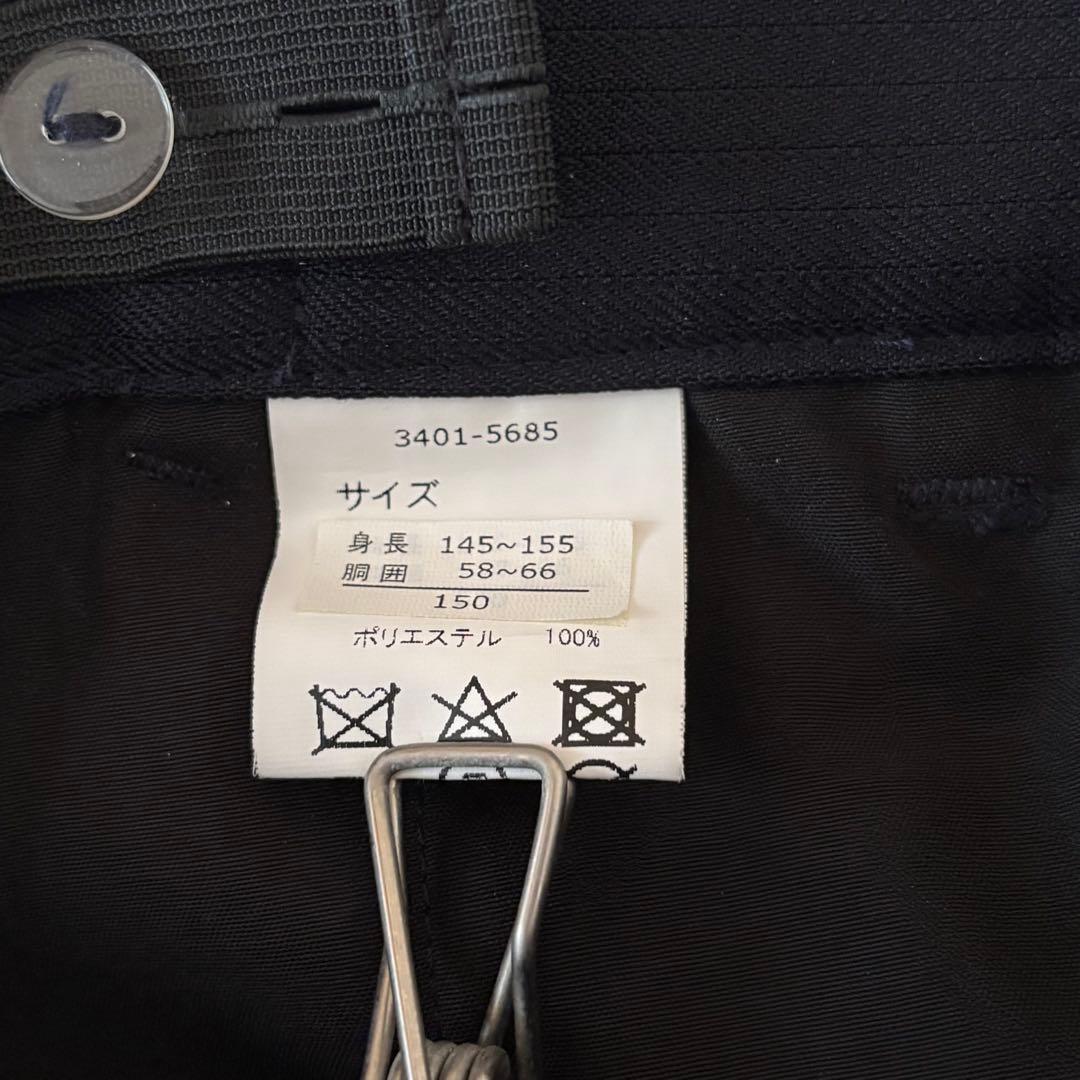 3401-5685
サイズ
身長 145～155
胴囲 58～66
150
ポリエステル 100%